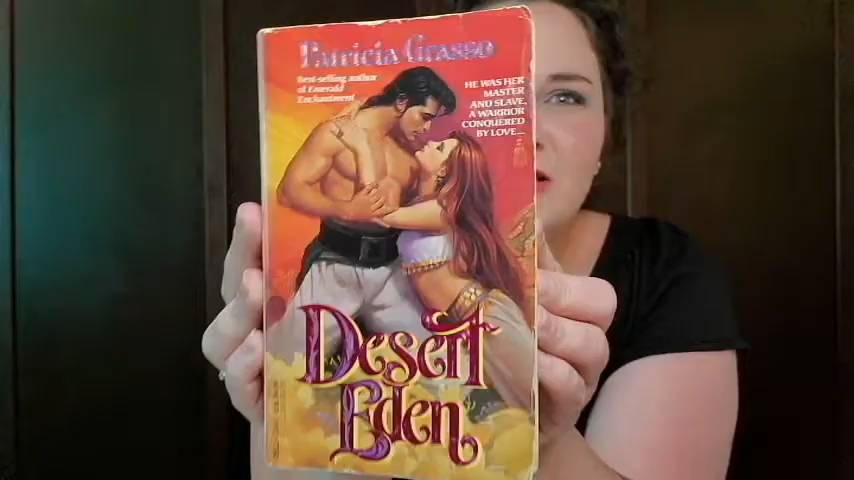 Patricia Grasso
Best-selling author
of Emerald
Enchantment
HE WAS HER
MASTER
AND SLAVE,
A WARRIOR
CONQUERED
BY LOVE...
Desert
Eden